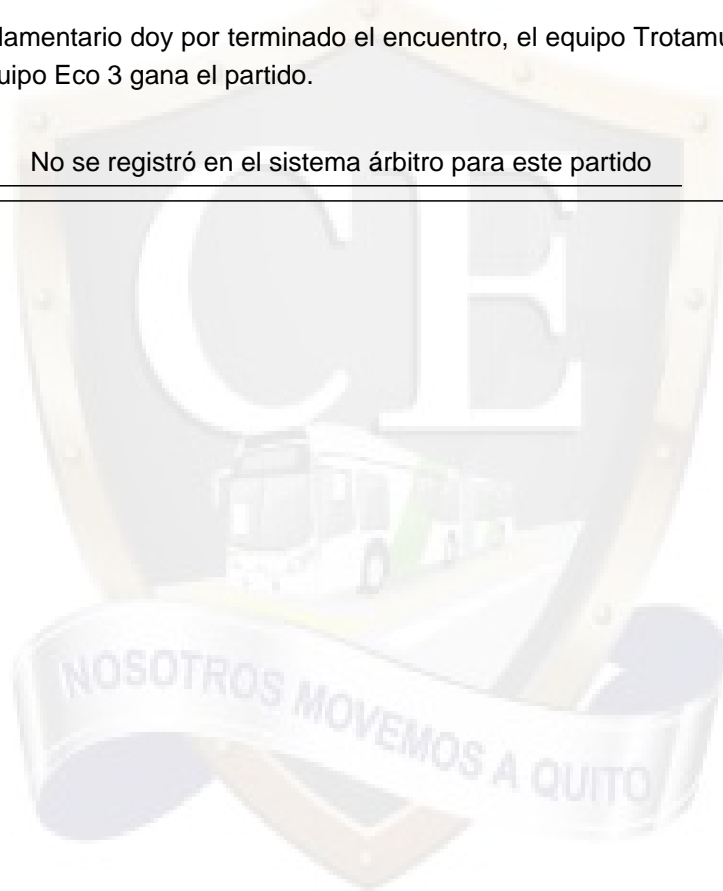 lamentario doy por terminado el encuentro, el equipo Trotamu
uipo Eco 3 gana el partido.
No se registró en el sistema árbitro para este partido
CE
NOSOTROS MOVEMOS A QUITO